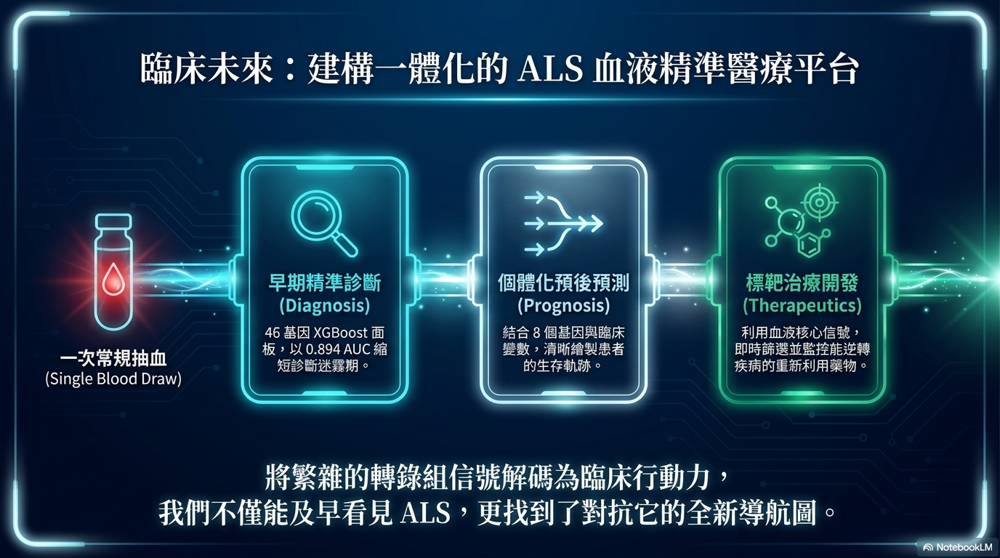 臨床未來：建構一體化的 ALS 血液精準醫療平台
一次常規抽血
(Single Blood Draw)
早期精準診斷
(Diagnosis)
46 基因 XGBoost 面
板，以 0.894 AUC 縮
短診斷迷霧期。
個體化預後預測
(Prognosis)
結合 8 個基因與臨床
變數，清晰繪製患者
的生存軌跡。
標靶治療開發
(Therapeutics)
利用血液核心信號，
即時篩選並監控能逆轉
疾病的重新利用藥物。
將繁雜的轉錄組信號解碼為臨床行動力，
我們不僅能及早看見 ALS，更找到了對抗它的全新導航圖。
NotebookLM